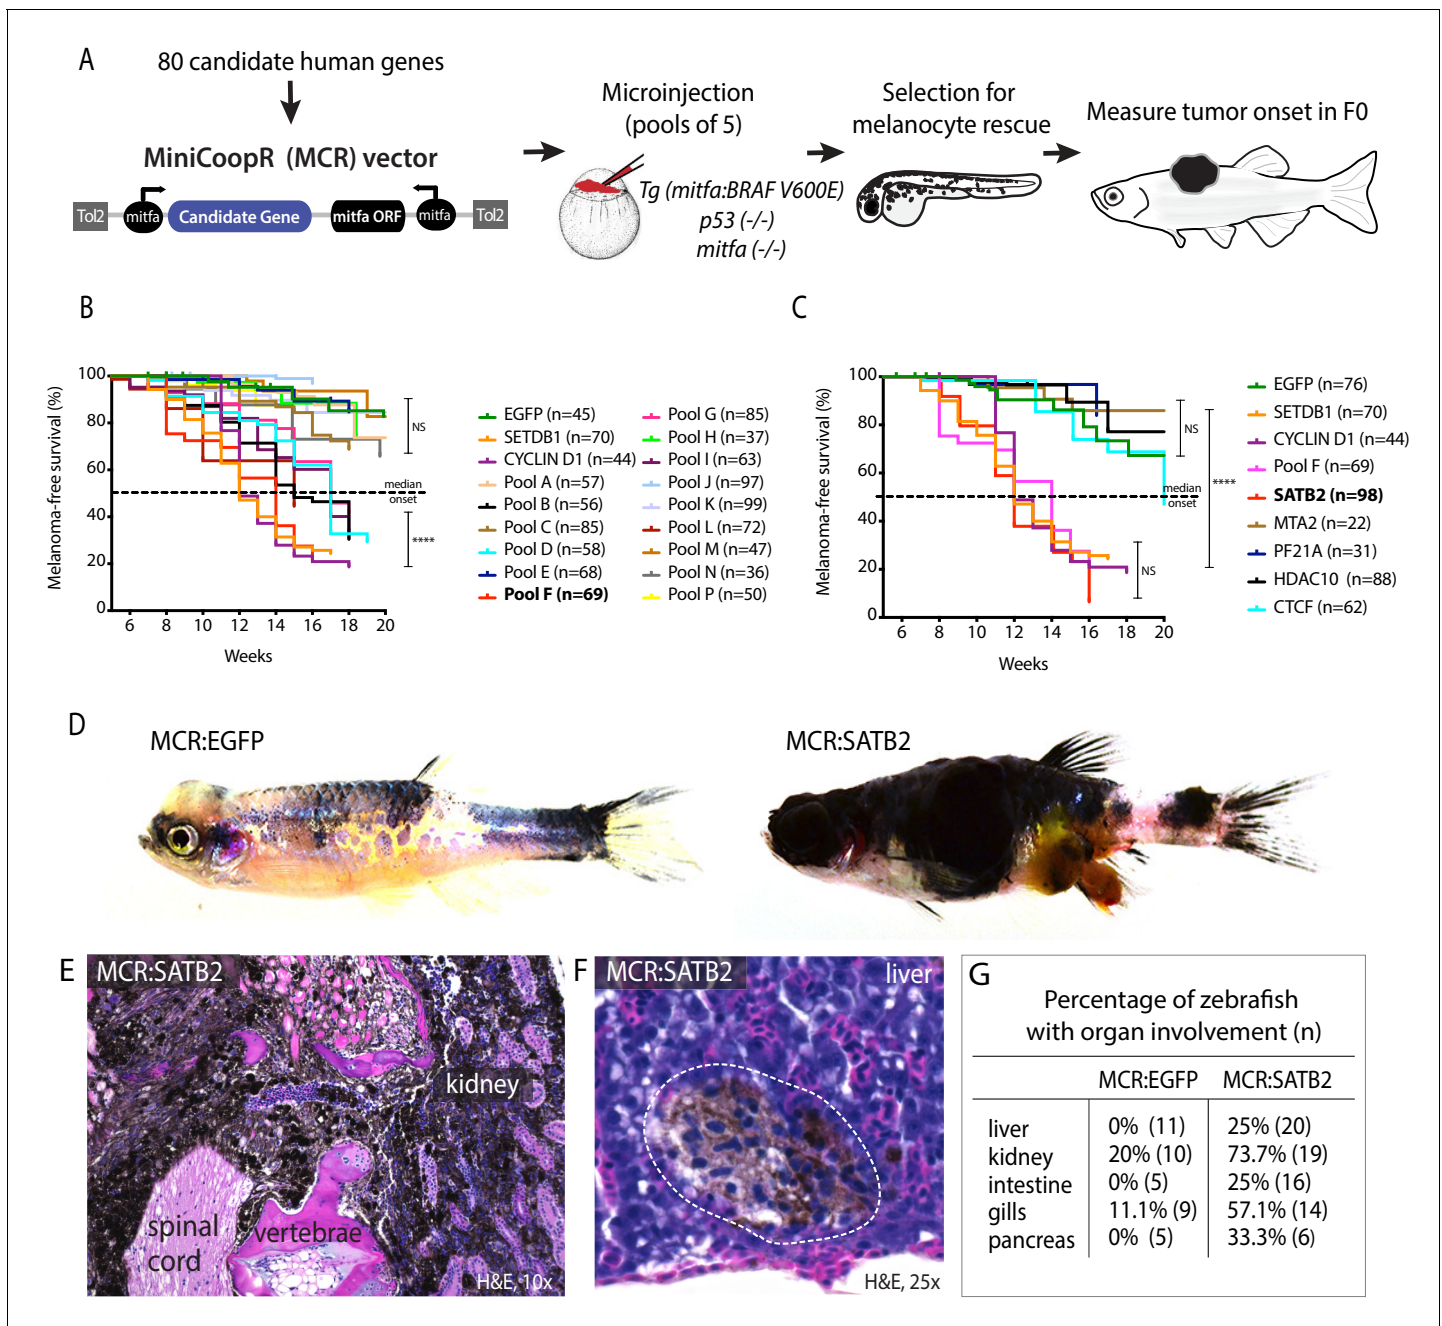 A
80 candidate human genes
MiniCoopR (MCR) vector
Tol2 mitfa Candidate Gene mitfa ORF mitfa Tol2
Microinjection
(pools of 5)
Tg (mitfa:BRAF V600E)
p53 (-/-)
mitfa (-/-)
Selection for
melanocyte rescue
Measure tumor onset in F0
B
Melanoma-free survival (%)
100
80
60
40
20
0
6 8 10 12 14 16 18 20
Weeks
NS
median
onset
****
EGFP (n=45)
SETDB1 (n=70)
CYCLIN D1 (n=44)
Pool A (n=57)
Pool B (n=56)
Pool C (n=85)
Pool D (n=58)
Pool E (n=68)
Pool F (n=69)
Pool G (n=85)
Pool H (n=37)
Pool I (n=63)
Pool J (n=97)
Pool K (n=99)
Pool L (n=72)
Pool M (n=47)
Pool N (n=36)
Pool P (n=50)
C
Melanoma-free survival (%)
100
80
60
40
20
0
6 8 10 12 14 16 18 20
Weeks
NS
median
onset
****
NS
EGFP (n=76)
SETDB1 (n=70)
CYCLIN D1 (n=44)
Pool F (n=69)
SATB2 (n=98)
MTA2 (n=22)
PF21A (n=31)
HDAC10 (n=88)
CTCF (n=62)
D
MCR:EGFP
MCR:SATB2
E
MCR:SATB2
kidney
spinal
cord
vertebrae
H&E, 10x
F
MCR:SATB2
liver
H&E, 25x
G
Percentage of zebrafish
with organ involvement (n)
MCR:EGFP MCR:SATB2
liver 0% (11) 25% (20)
kidney 20% (10) 73.7% (19)
intestine 0% (5) 25% (16)
gills 11.1% (9) 57.1% (14)
pancreas 0% (5) 33.3% (6)